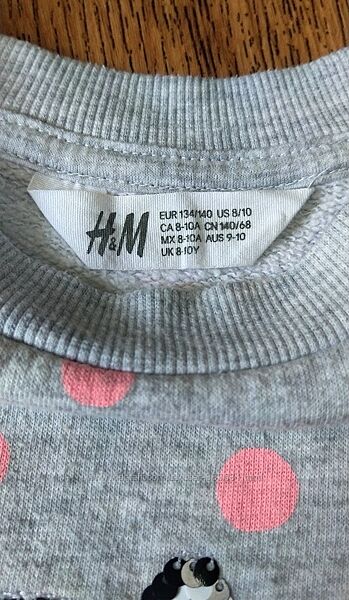 H&M
EUR 134/140 US 8/10
CA 8-10A CN 140/68
MX 8-10A AUS 9-10
UK 8-10Y